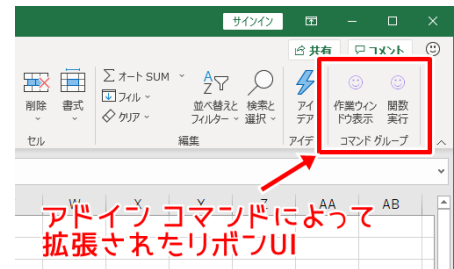 サインイン
共有 コメント
削除 書式 オート SUM フィル クリア 並べ替えと フィルター 検索と 選択 アイ デア 作業ウィン ドウ表示 関数 実行
セル 編集 アイデア コマンド グループ
W X Y Z AA AB
アドイン コマンドによって
拡張されたリボンUI